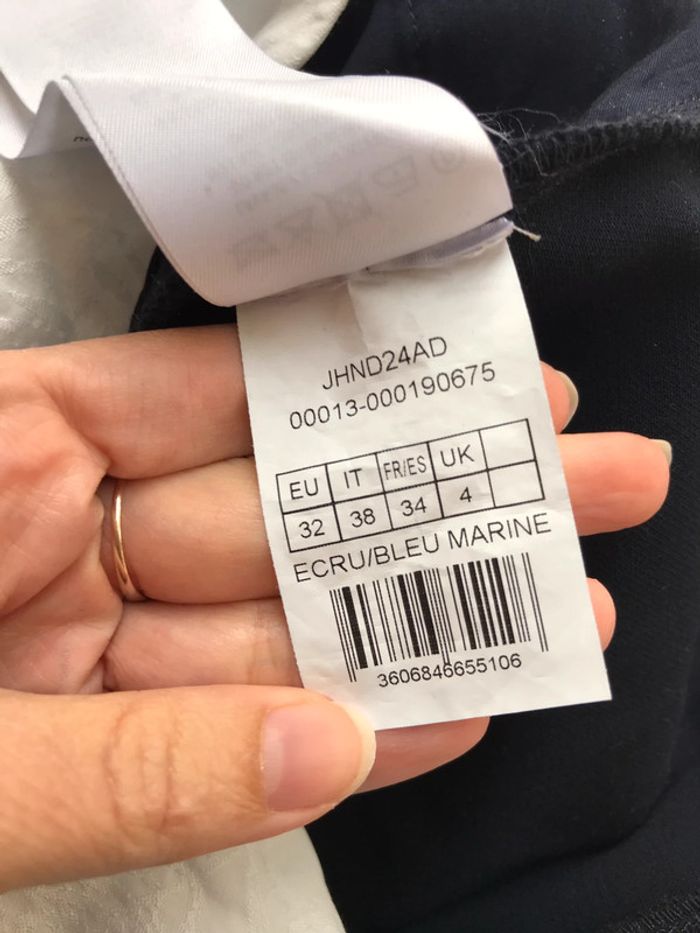 JHND24AD
00013-000190675
EU IT FR/ES UK
32 38 34 4
ECRU/BLEU MARINE
3606846655106